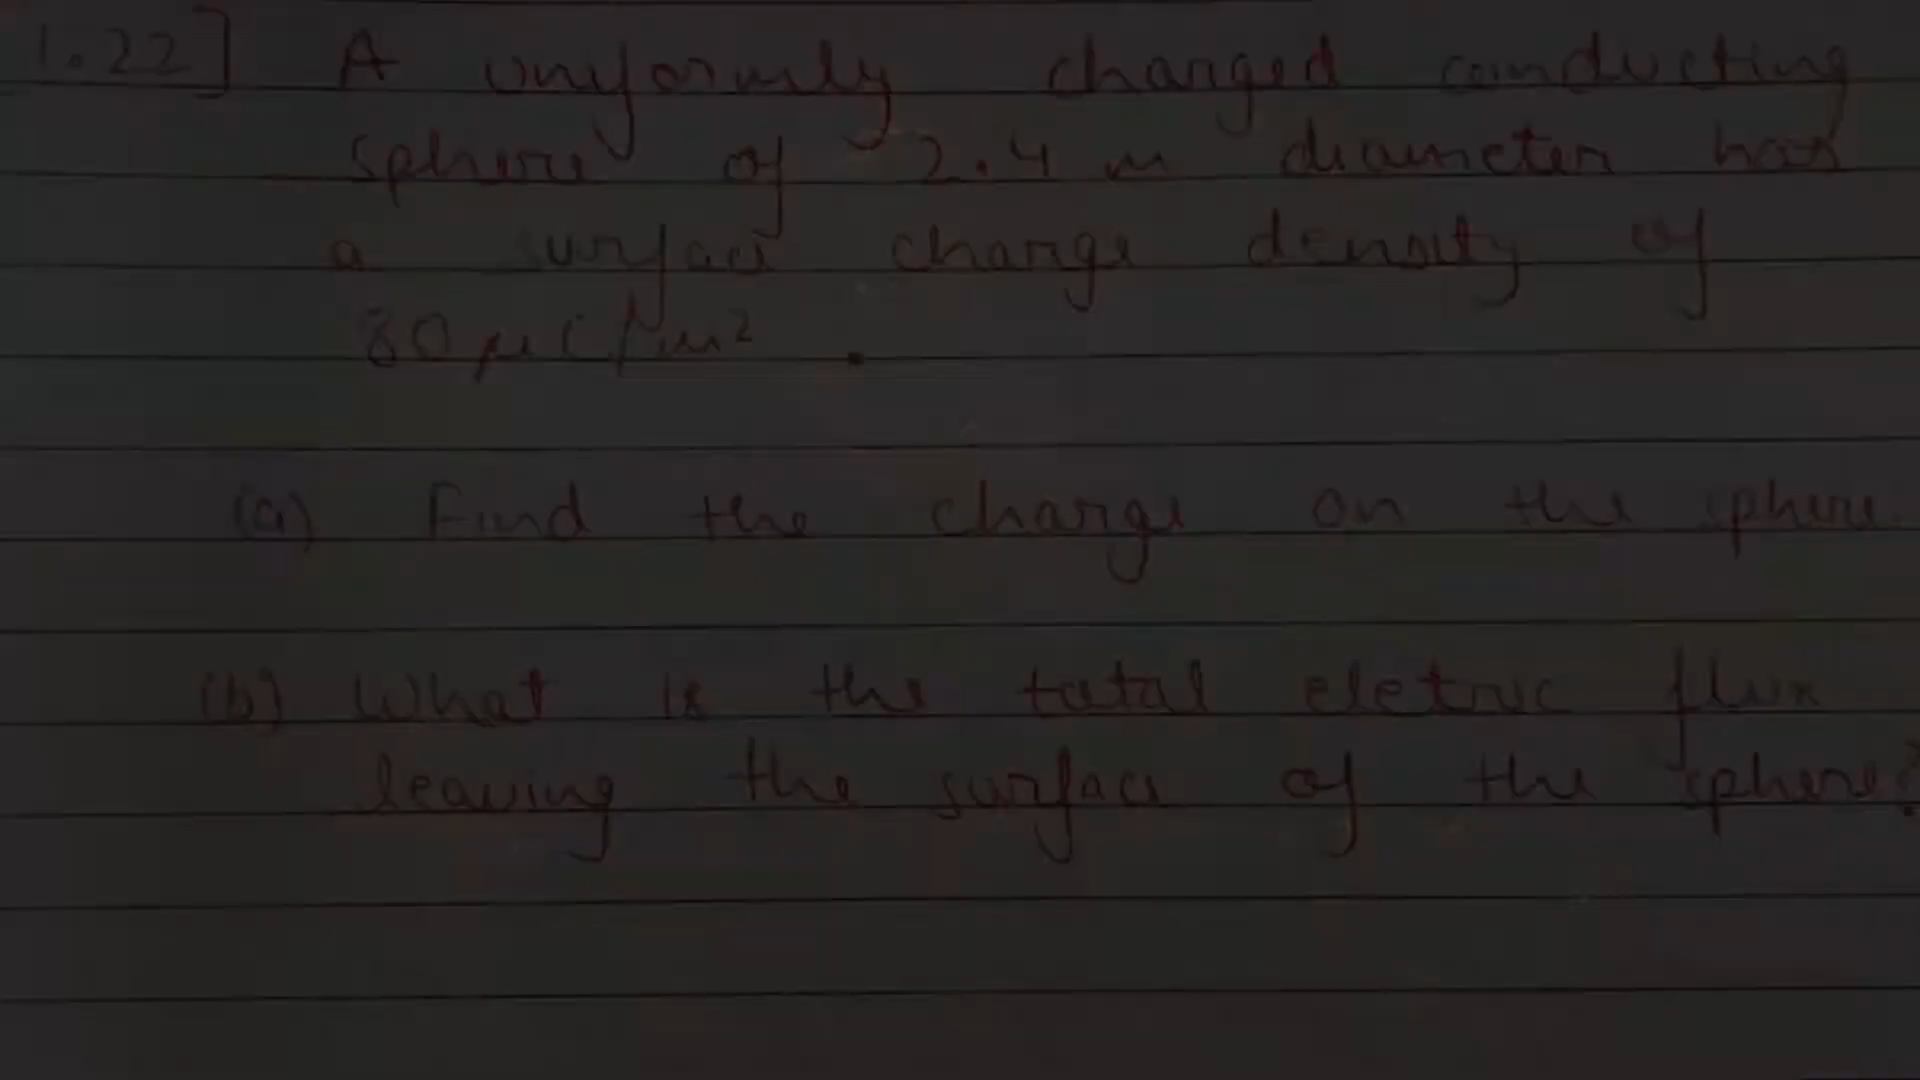 1.22] A uniformly charged conducting
sphere of 2.4 m diameter has
a surface charge density of
80 μC/m² .
(a) Find the charge on the sphere.
(b) What is the total eletric flux
leaving the surface of the sphere?